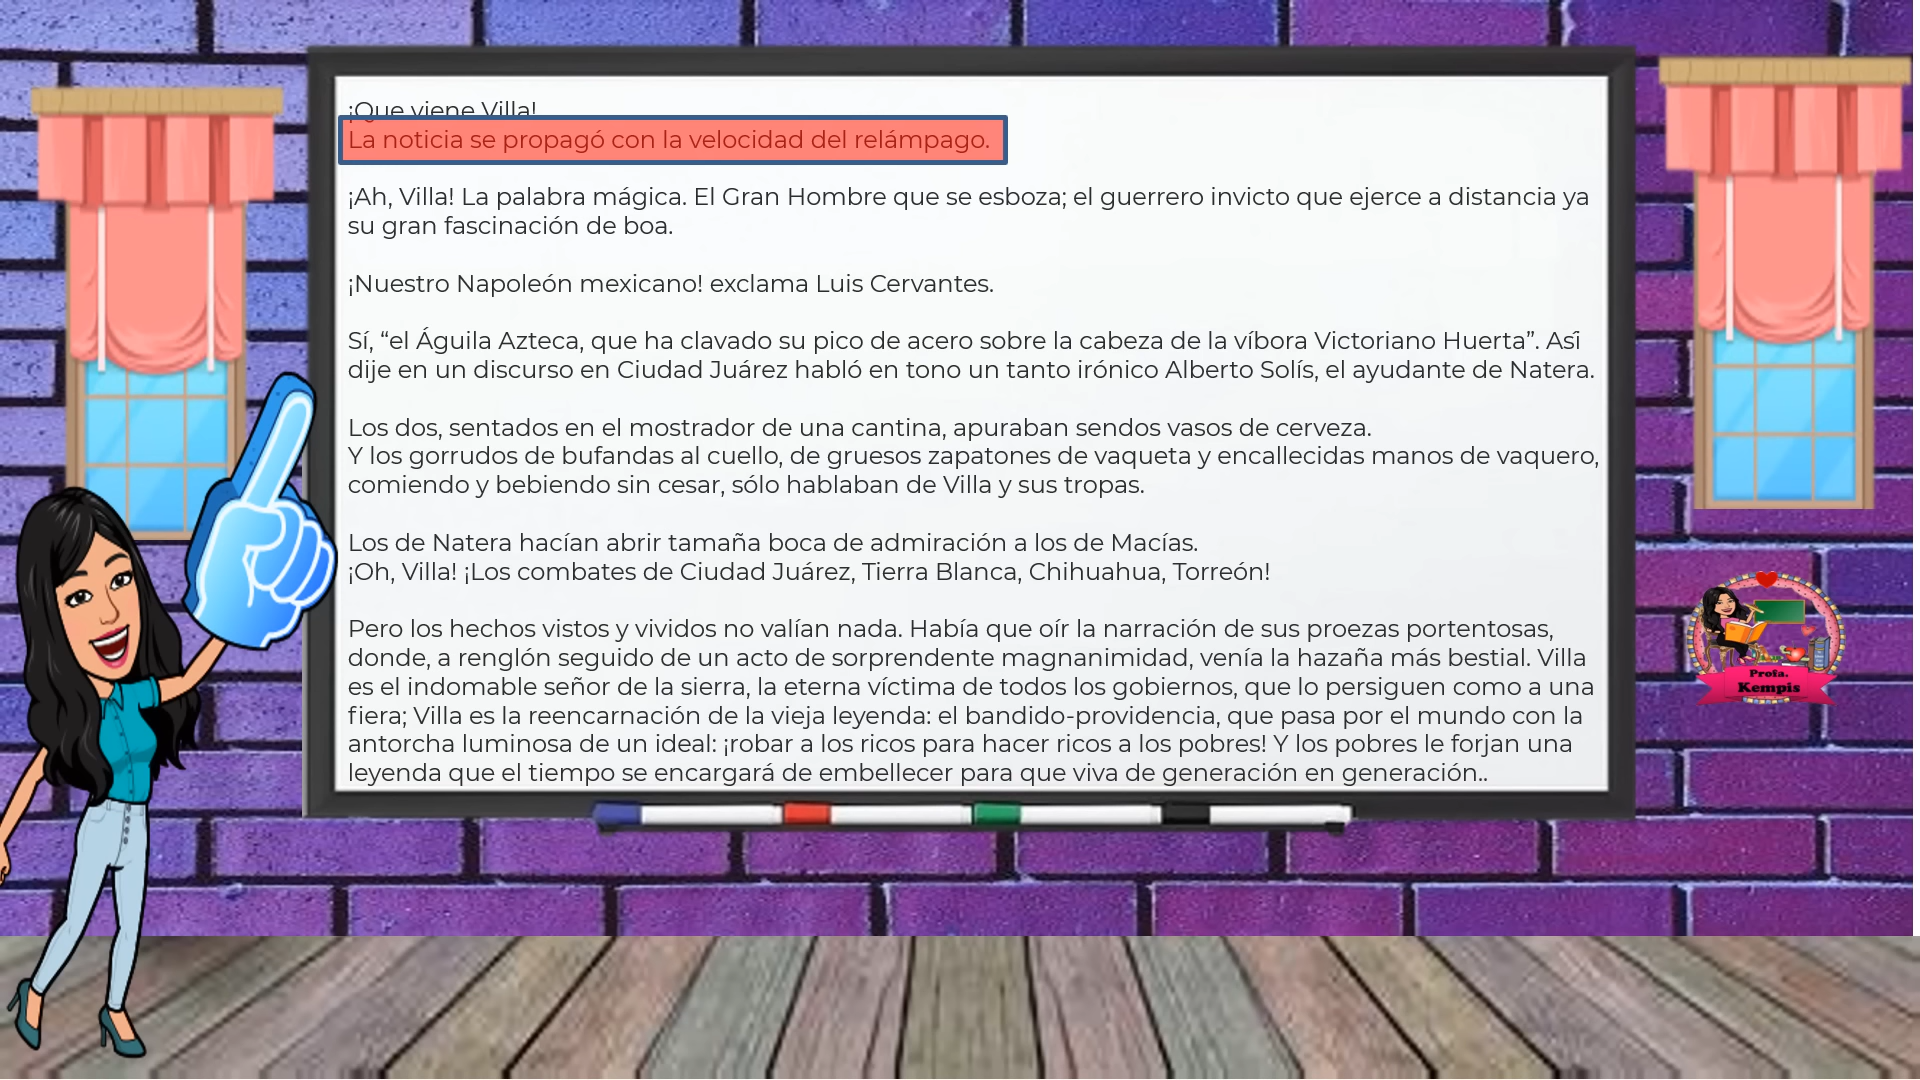 ¡Que viene Villa!
La noticia se propagó con la velocidad del relámpago.
¡Ah, Villa! La palabra mágica. El Gran Hombre que se esboza; el guerrero invicto que ejerce a distancia ya
su gran fascinación de boa.
¡Nuestro Napoleón mexicano! exclama Luis Cervantes.
Sí, “el Águila Azteca, que ha clavado su pico de acero sobre la cabeza de la víbora Victoriano Huerta”. Así
dije en un discurso en Ciudad Juárez habló en tono un tanto irónico Alberto Solís, el ayudante de Natera.
Los dos, sentados en el mostrador de una cantina, apuraban sendos vasos de cerveza.
Y los gorrudos de bufandas al cuello, de gruesos zapatones de vaqueta y encallecidas manos de vaquero,
comiendo y bebiendo sin cesar, sólo hablaban de Villa y sus tropas.
Los de Natera hacían abrir tamaña boca de admiración a los de Macías.
¡Oh, Villa! ¡Los combates de Ciudad Juárez, Tierra Blanca, Chihuahua, Torreón!
Pero los hechos vistos y vividos no valían nada. Había que oír la narración de sus proezas portentosas,
donde, a renglón seguido de un acto de sorprendente magnanimidad, venía la hazaña más bestial. Villa
es el indomable señor de la sierra, la eterna víctima de todos los gobiernos, que lo persiguen como a una
fiera; Villa es la reencarnación de la vieja leyenda: el bandido-providencia, que pasa por el mundo con la
antorcha luminosa de un ideal: ¡robar a los ricos para hacer ricos a los pobres! Y los pobres le forjan una
leyenda que el tiempo se encargará de embellecer para que viva de generación en generación..
Profa.
Kempis